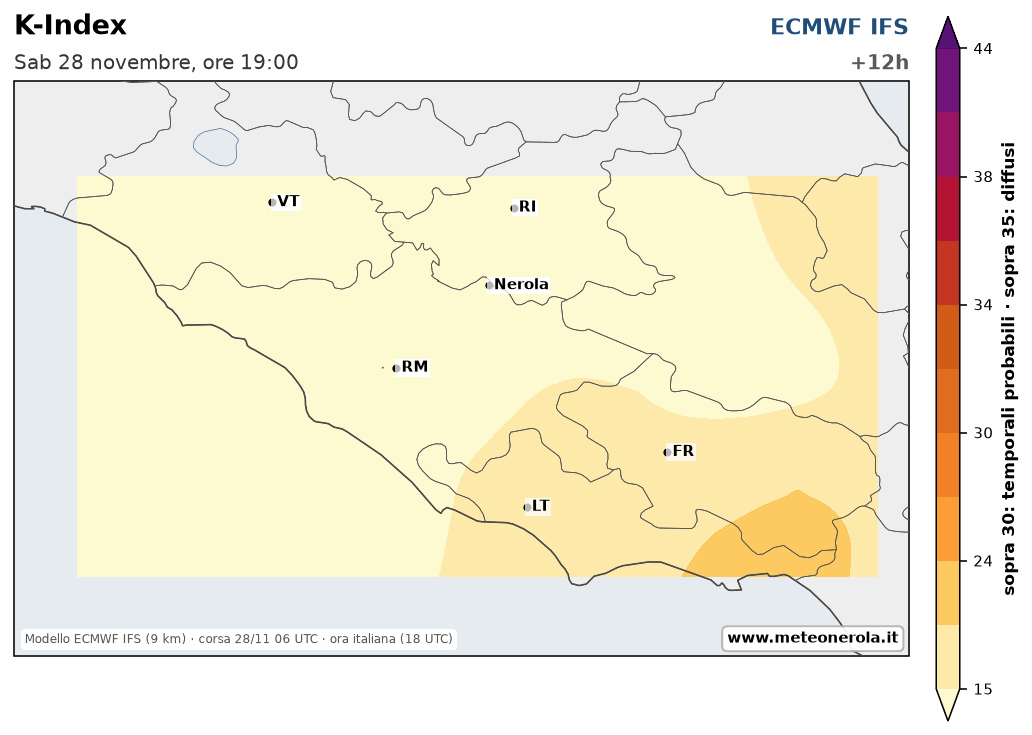 K-Index
ECMWF IFS
Sab 28 novembre, ore 19:00
+12h
VT
RI
Nerola
RM
FR
LT
Modello ECMWF IFS (9 km) · corsa 28/11 06 UTC · ora italiana (18 UTC)
www.meteonerola.it
44
38
34
30
24
15
sopra 30: temporali probabili · sopra 35: diffusi